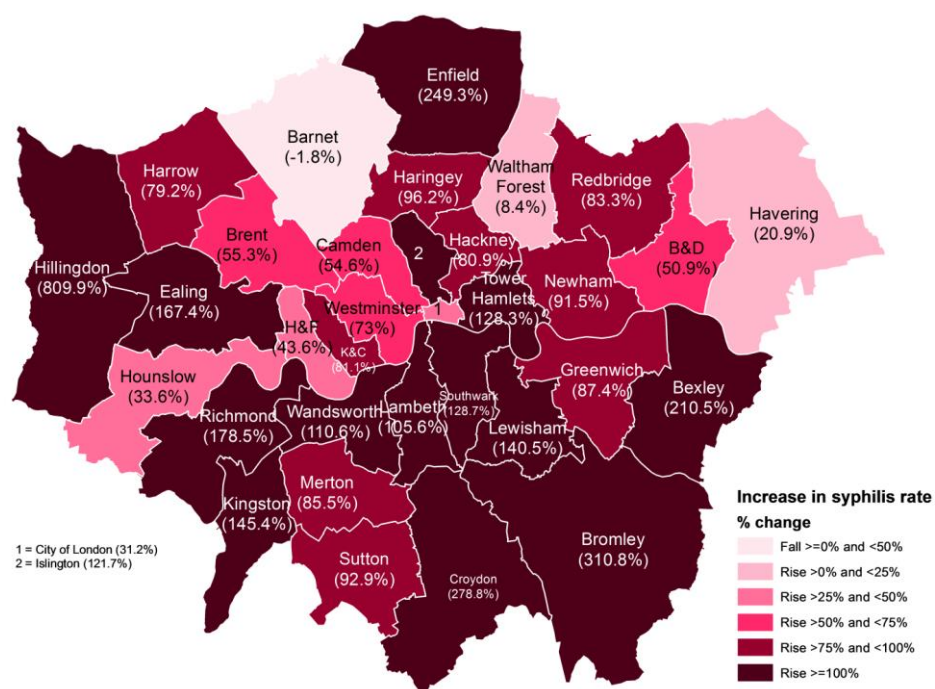 Enfield
(249.3%)
Barnet
(-1.8%)
Harrow
(79.2%)
Haringey
(96.2%)
Waltham
Forest
(8.4%)
Redbridge
(83.3%)
Havering
(20.9%)
Brent
(55.3%)
Camden
(54.6%)
2
Hackney
(80.9%)
B&D
(50.9%)
Hillingdon
(809.9%)
Ealing
(167.4%)
Westminster
(73%)
1
Tower
Hamlets
(128.3%)
Newham
(91.5%)
H&F
(43.6%)
K&C
(81.1%)
Hounslow
(33.6%)
Greenwich
(87.4%)
Bexley
(210.5%)
Richmond
(178.5%)
Wandsworth
(110.6%)
Lambeth
(105.6%)
Southwark
(128.7%)
Lewisham
(140.5%)
Kingston
(145.4%)
Merton
(85.5%)
Sutton
(92.9%)
Croydon
(278.8%)
Bromley
(310.8%)
1 = City of London (31.2%)
2 = Islington (121.7%)
Increase in syphilis rate
% change
Fall >=0% and <50%
Rise >0% and <25%
Rise >25% and <50%
Rise >50% and <75%
Rise >75% and <100%
Rise >=100%